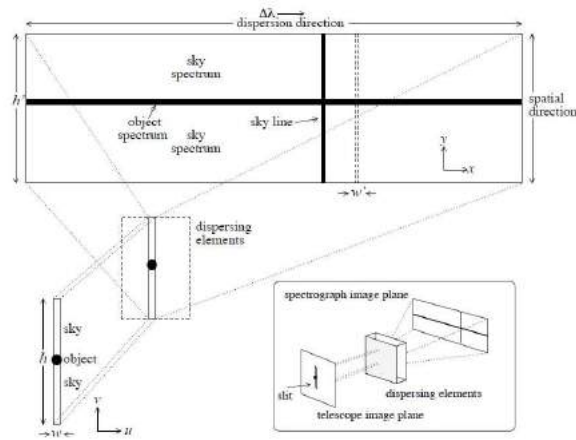 Δλ
dispersion direction
sky
spectrum
h'
object
spectrum
sky
spectrum
sky line
spatial
direction
y
x
w'
dispersing
elements
sky
h
object
sky
w
v
u
spectrograph image plane
slit
dispersing elements
telescope image plane